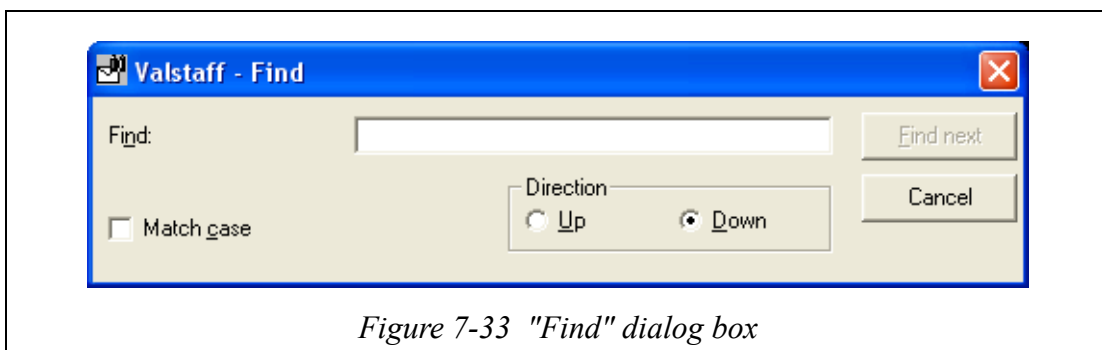 Valstaff - Find
Find:
Find next
Direction
Cancel
Match case
Up
Down
Figure 7-33 "Find" dialog box